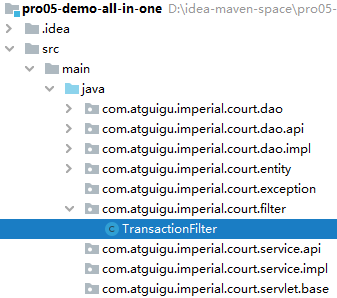 pro05-demo-all-in-one D:\idea-maven-space\pro05-
.idea
src
main
java
com.atguigu.imperial.court.dao
com.atguigu.imperial.court.dao.api
com.atguigu.imperial.court.dao.impl
com.atguigu.imperial.court.entity
com.atguigu.imperial.court.exception
com.atguigu.imperial.court.filter
C TransactionFilter
com.atguigu.imperial.court.service.api
com.atguigu.imperial.court.service.impl
com.atguigu.imperial.court.servlet.base